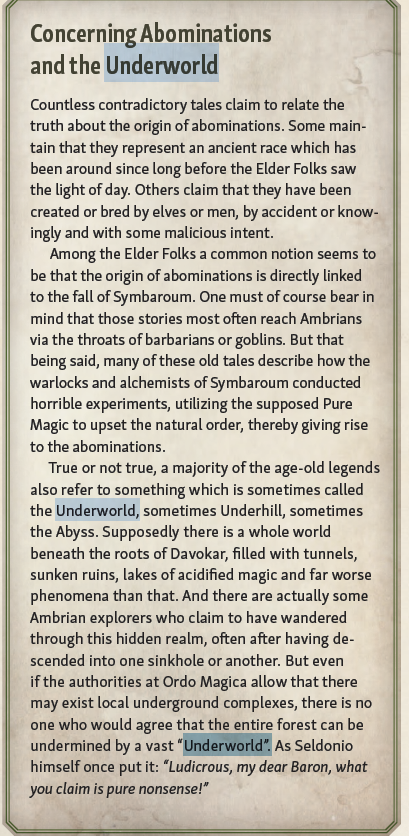 Concerning Abominations
and the Underworld
Countless contradictory tales claim to relate the
truth about the origin of abominations. Some main-
tain that they represent an ancient race which has
been around since long before the Elder Folks saw
the light of day. Others claim that they have been
created or bred by elves or men, by accident or know-
ingly and with some malicious intent.
Among the Elder Folks a common notion seems to
be that the origin of abominations is directly linked
to the fall of Symbaroum. One must of course bear in
mind that those stories most often reach Ambrians
via the throats of barbarians or goblins. But that
being said, many of these old tales describe how the
warlocks and alchemists of Symbaroum conducted
horrible experiments, utilizing the supposed Pure
Magic to upset the natural order, thereby giving rise
to the abominations.
True or not true, a majority of the age-old legends
also refer to something which is sometimes called
the Underworld, sometimes Underhill, sometimes
the Abyss. Supposedly there is a whole world
beneath the roots of Davokar, filled with tunnels,
sunken ruins, lakes of acidified magic and far worse
phenomena than that. And there are actually some
Ambrian explorers who claim to have wandered
through this hidden realm, often after having de-
scended into one sinkhole or another. But even
if the authorities at Ordo Magica allow that there
may exist local underground complexes, there is no
one who would agree that the entire forest can be
undermined by a vast “Underworld”. As Seldonio
himself once put it: “Ludicrous, my dear Baron, what
you claim is pure nonsense!”